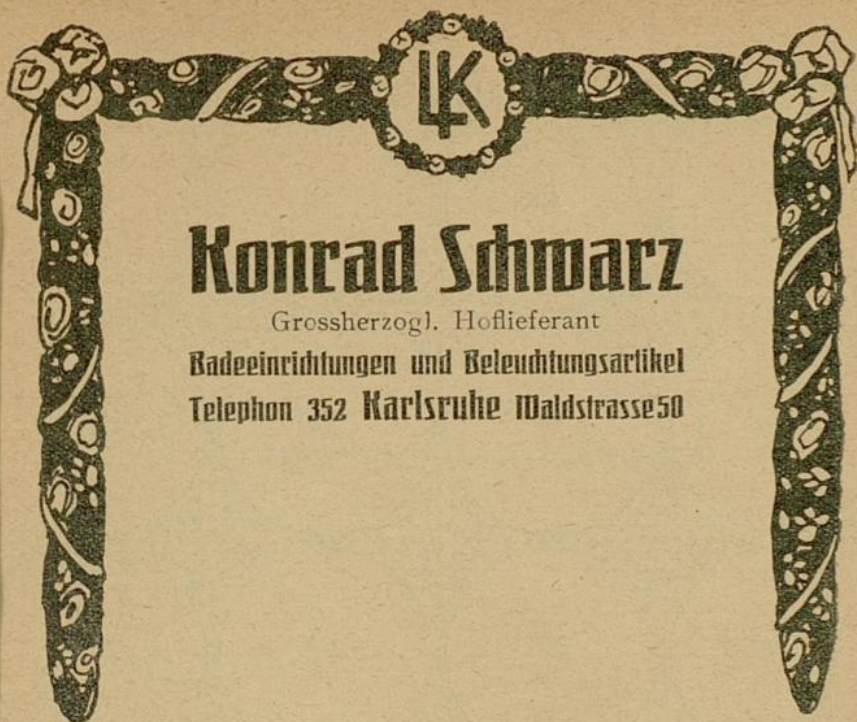 LK
Konrad Schwarz
Grossherzogl. Hoflieferant
Badeeinrichtungen und Beleuchtungsartikel
Telephon 352 Karlsruhe Waldstrasse 50